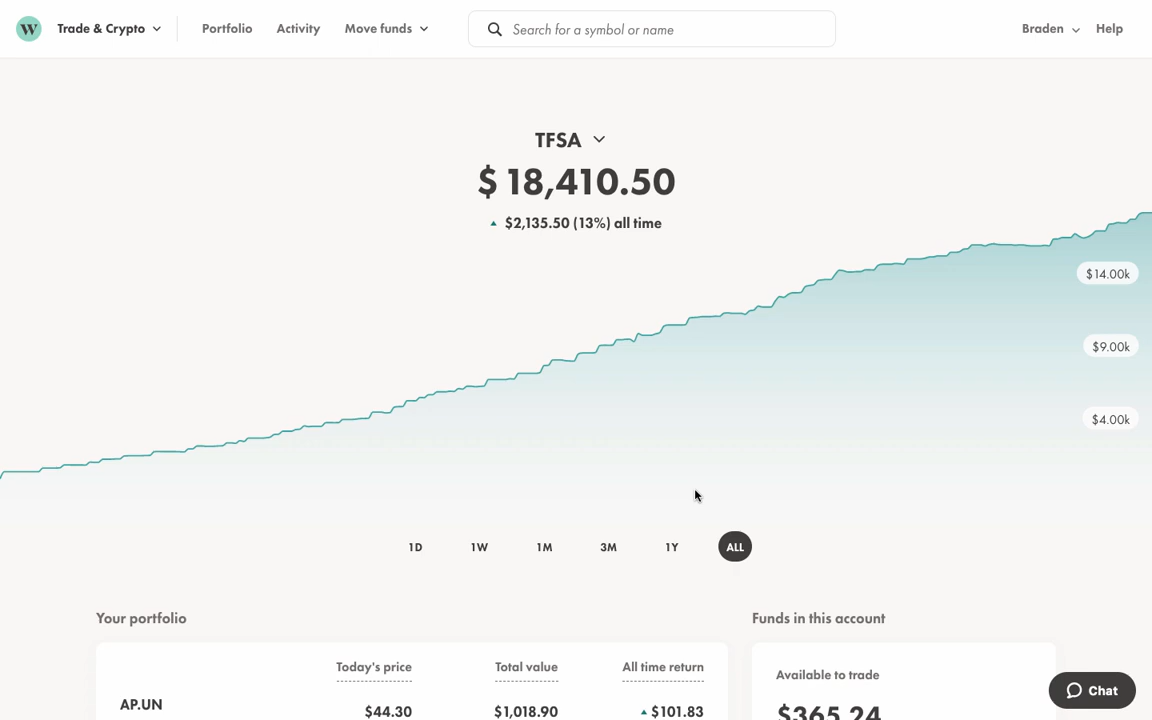 W Trade & Crypto Portfolio Activity Move funds Search for a symbol or name Braden Help
TFSA
$18,410.50
$2,135.50 (13%) all time
$14.00k
$9.00k
$4.00k
1D 1W 1M 3M 1Y ALL
Your portfolio
Today's price Total value All time return
AP.UN $44.30 $1,018.90 $101.83
Funds in this account
Available to trade
$365.24
Chat